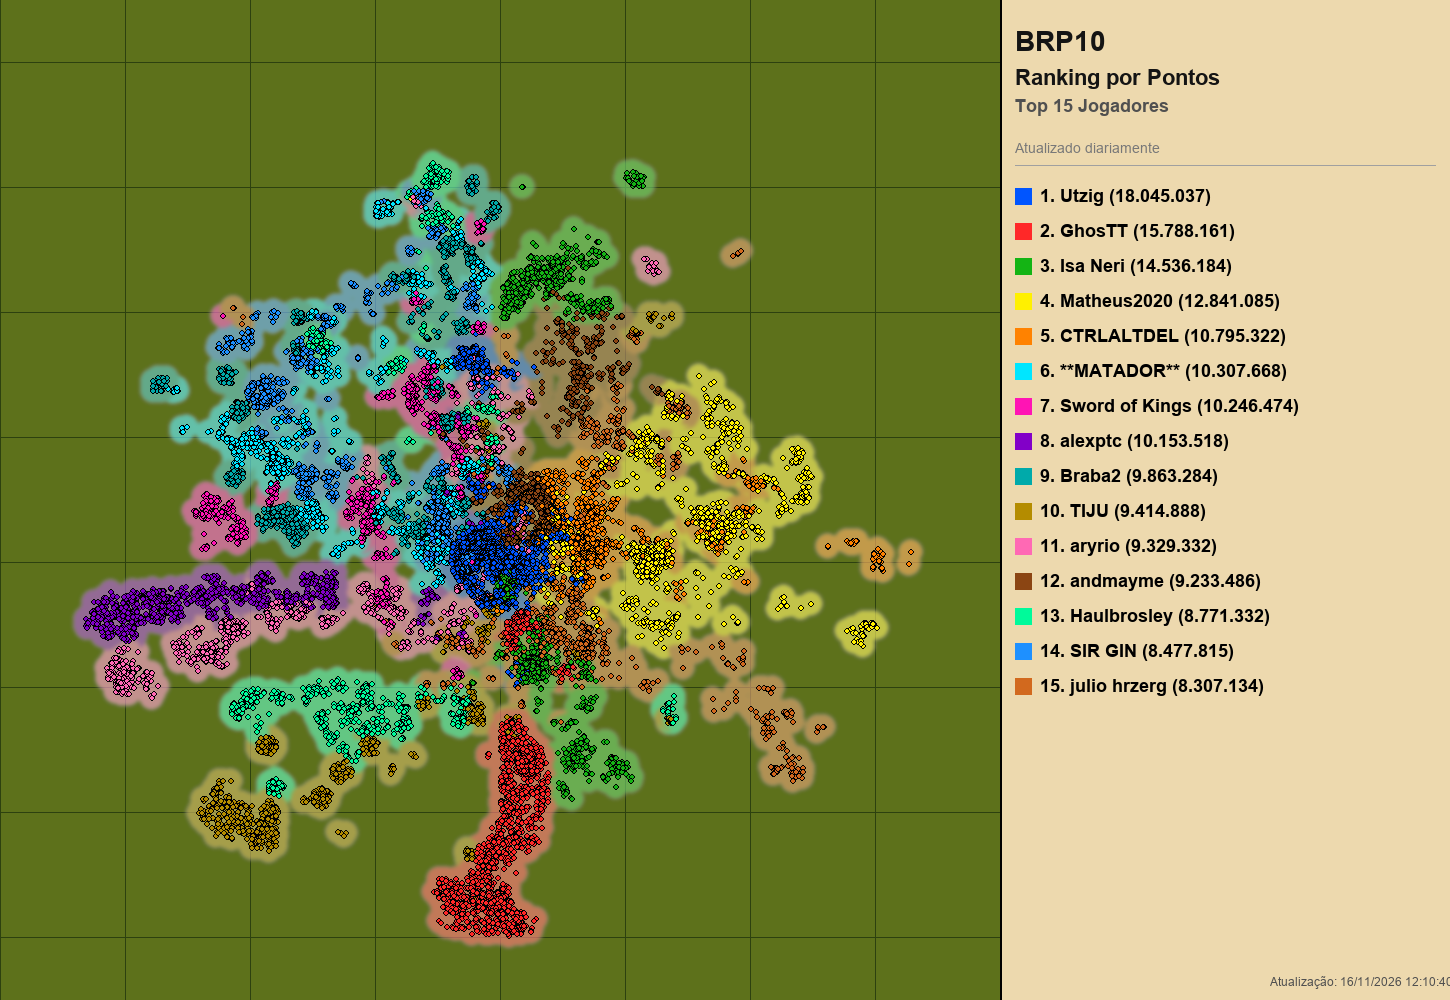 BRP10
Ranking por Pontos
Top 15 Jogadores
Atualizado diariamente
1. Utzig (18.045.037)
2. GhosTT (15.788.161)
3. Isa Neri (14.536.184)
4. Matheus2020 (12.841.085)
5. CTRLALTDEL (10.795.322)
6. **MATADOR** (10.307.668)
7. Sword of Kings (10.246.474)
8. alexptc (10.153.518)
9. Braba2 (9.863.284)
10. TIJU (9.414.888)
11. aryrio (9.329.332)
12. andmayme (9.233.486)
13. Haulbrosley (8.771.332)
14. SIR GIN (8.477.815)
15. julio hrzerg (8.307.134)
Atualização: 16/11/2026 12:10:40